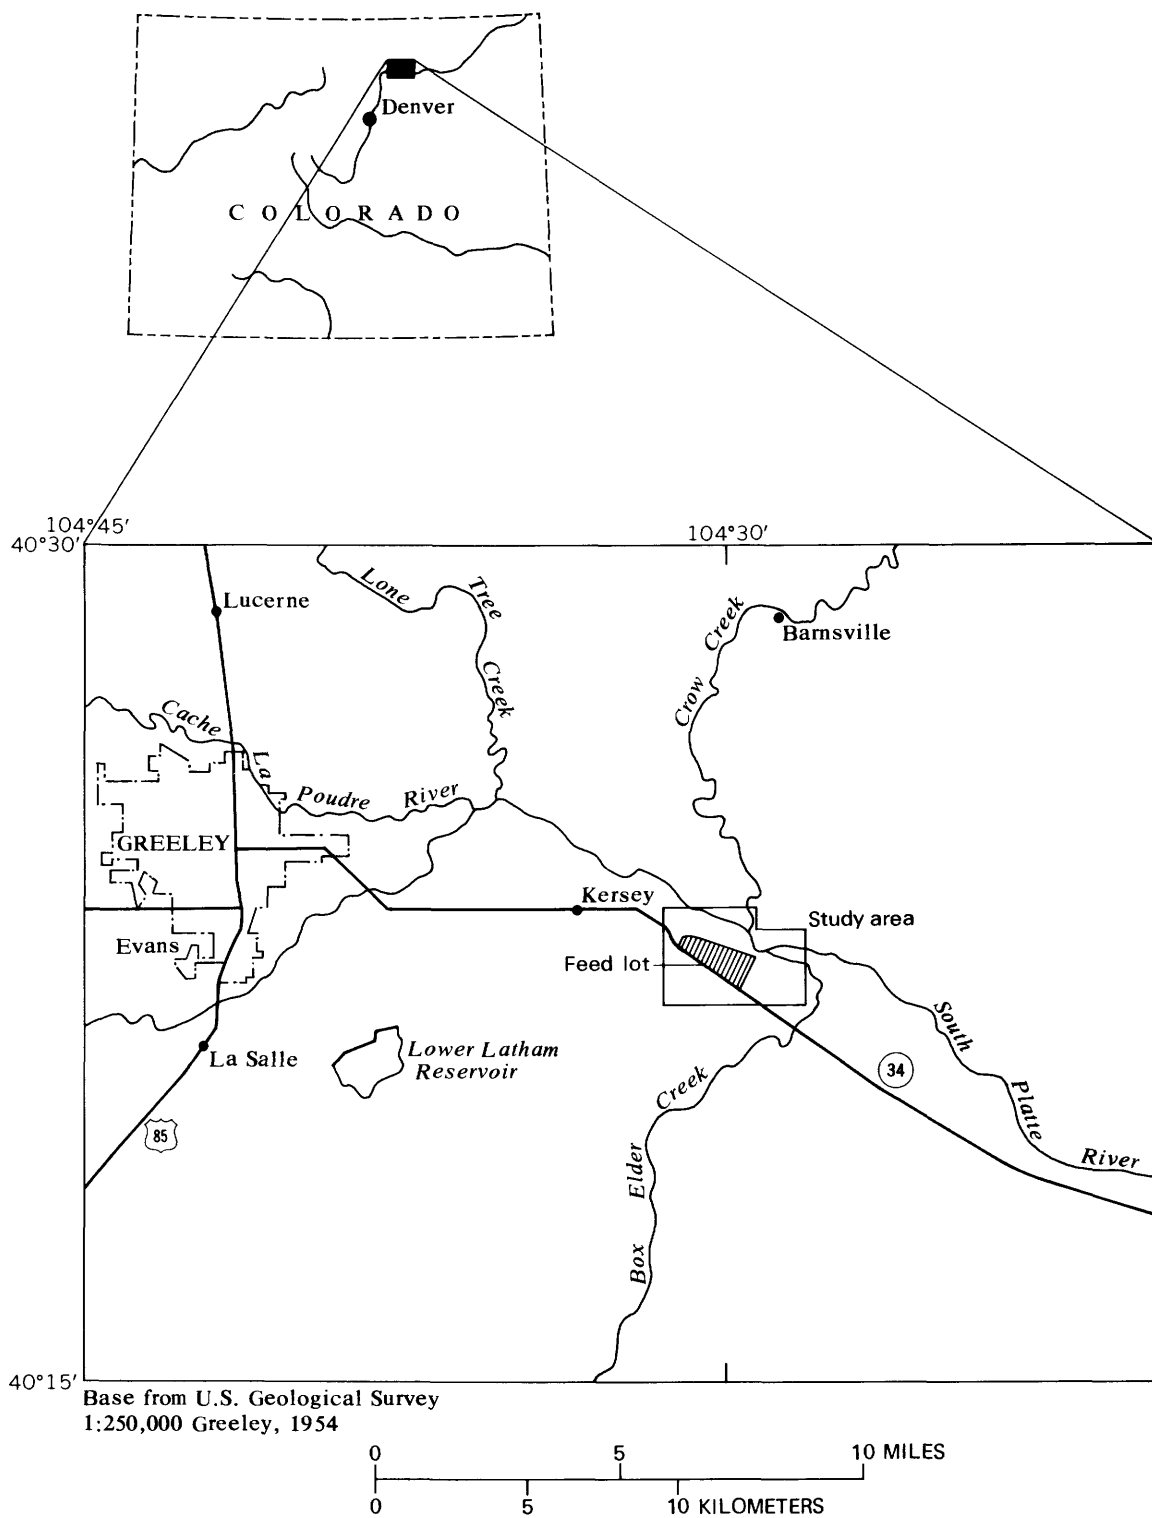 Denver
COLORADO
104°45′
104°30′
40°30′
Lone Tree Creek
Lucerne
Crow Creek
Barnsville
Cache La Poudre River
GREELEY
Kersey
Study area
Evans
Feed lot
South Platte River
La Salle
Lower Latham
Reservoir
34
Box Elder Creek
85
40°15′
Base from U.S. Geological Survey
1:250,000 Greeley, 1954
0 5 10 MILES
0 5 10 KILOMETERS